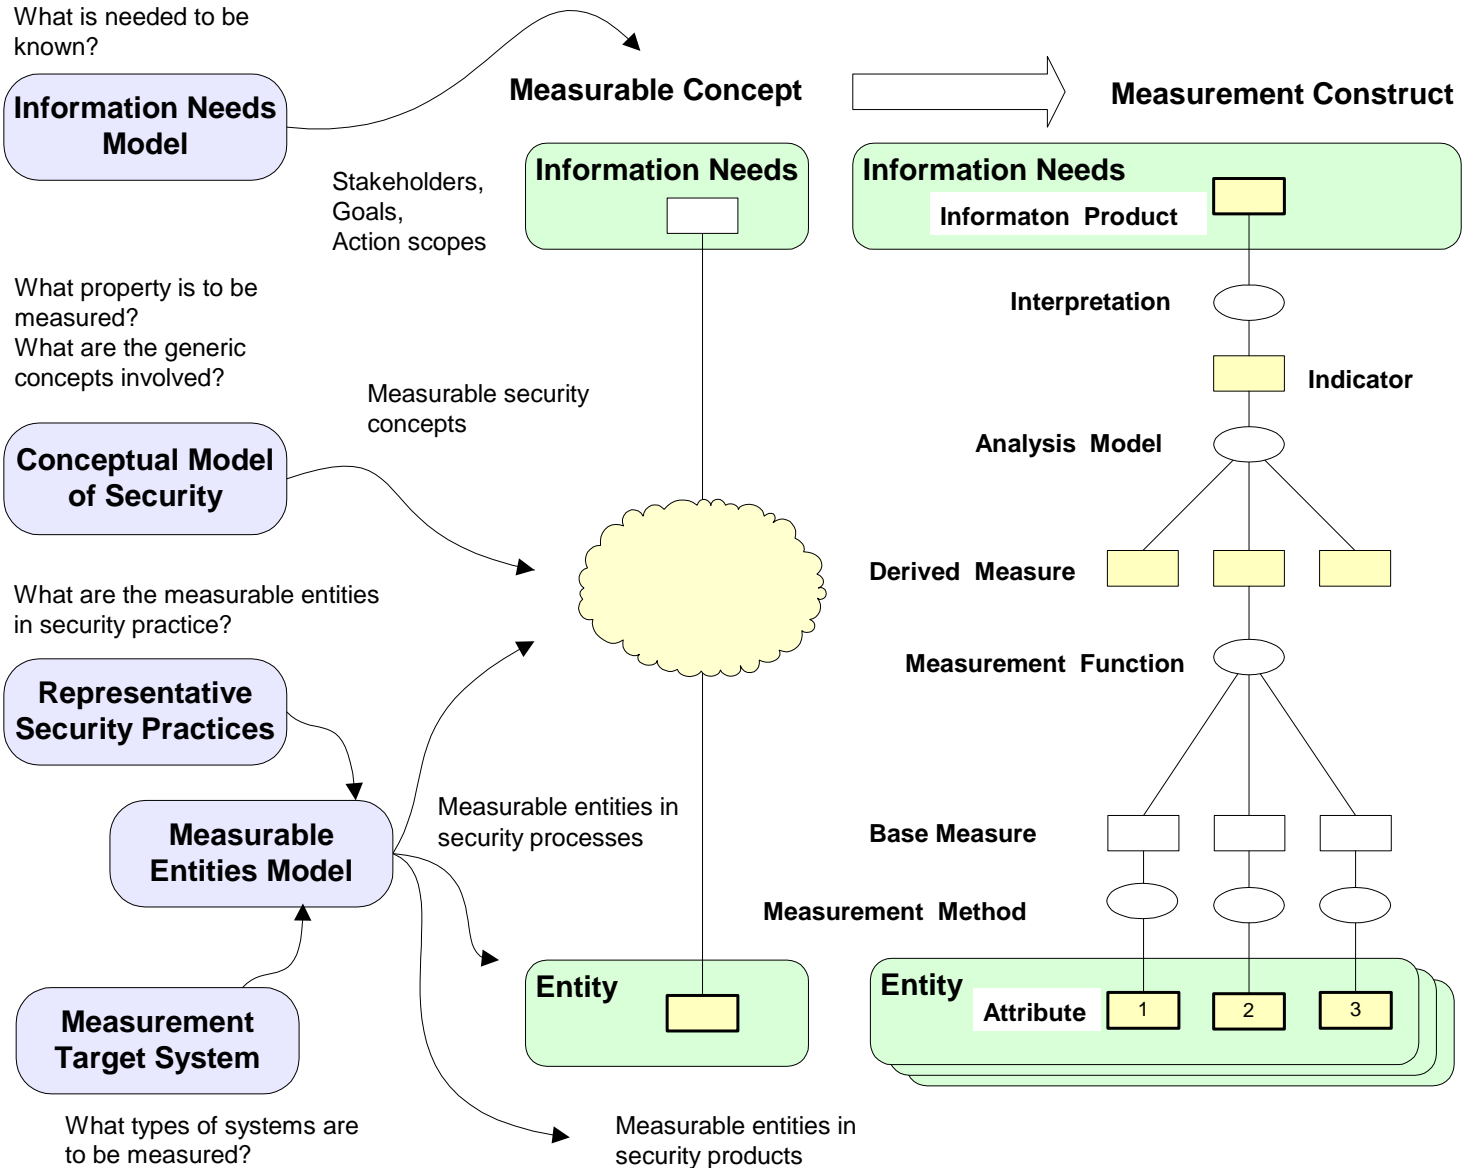 What is needed to be
known?
Information Needs
Model
Measurable Concept
Measurement Construct
Stakeholders,
Goals,
Action scopes
Information Needs
Information Needs
Informaton Product
What property is to be
measured?
What are the generic
concepts involved?
Interpretation
Indicator
Measurable security
concepts
Conceptual Model
of Security
Analysis Model
Derived Measure
What are the measurable entities
in security practice?
Measurement Function
Representative
Security Practices
Measurable entities in
security processes
Measurable
Entities Model
Base Measure
Measurement Method
Entity
Entity
Attribute
1
2
3
Measurement
Target System
What types of systems are
to be measured?
Measurable entities in
security products